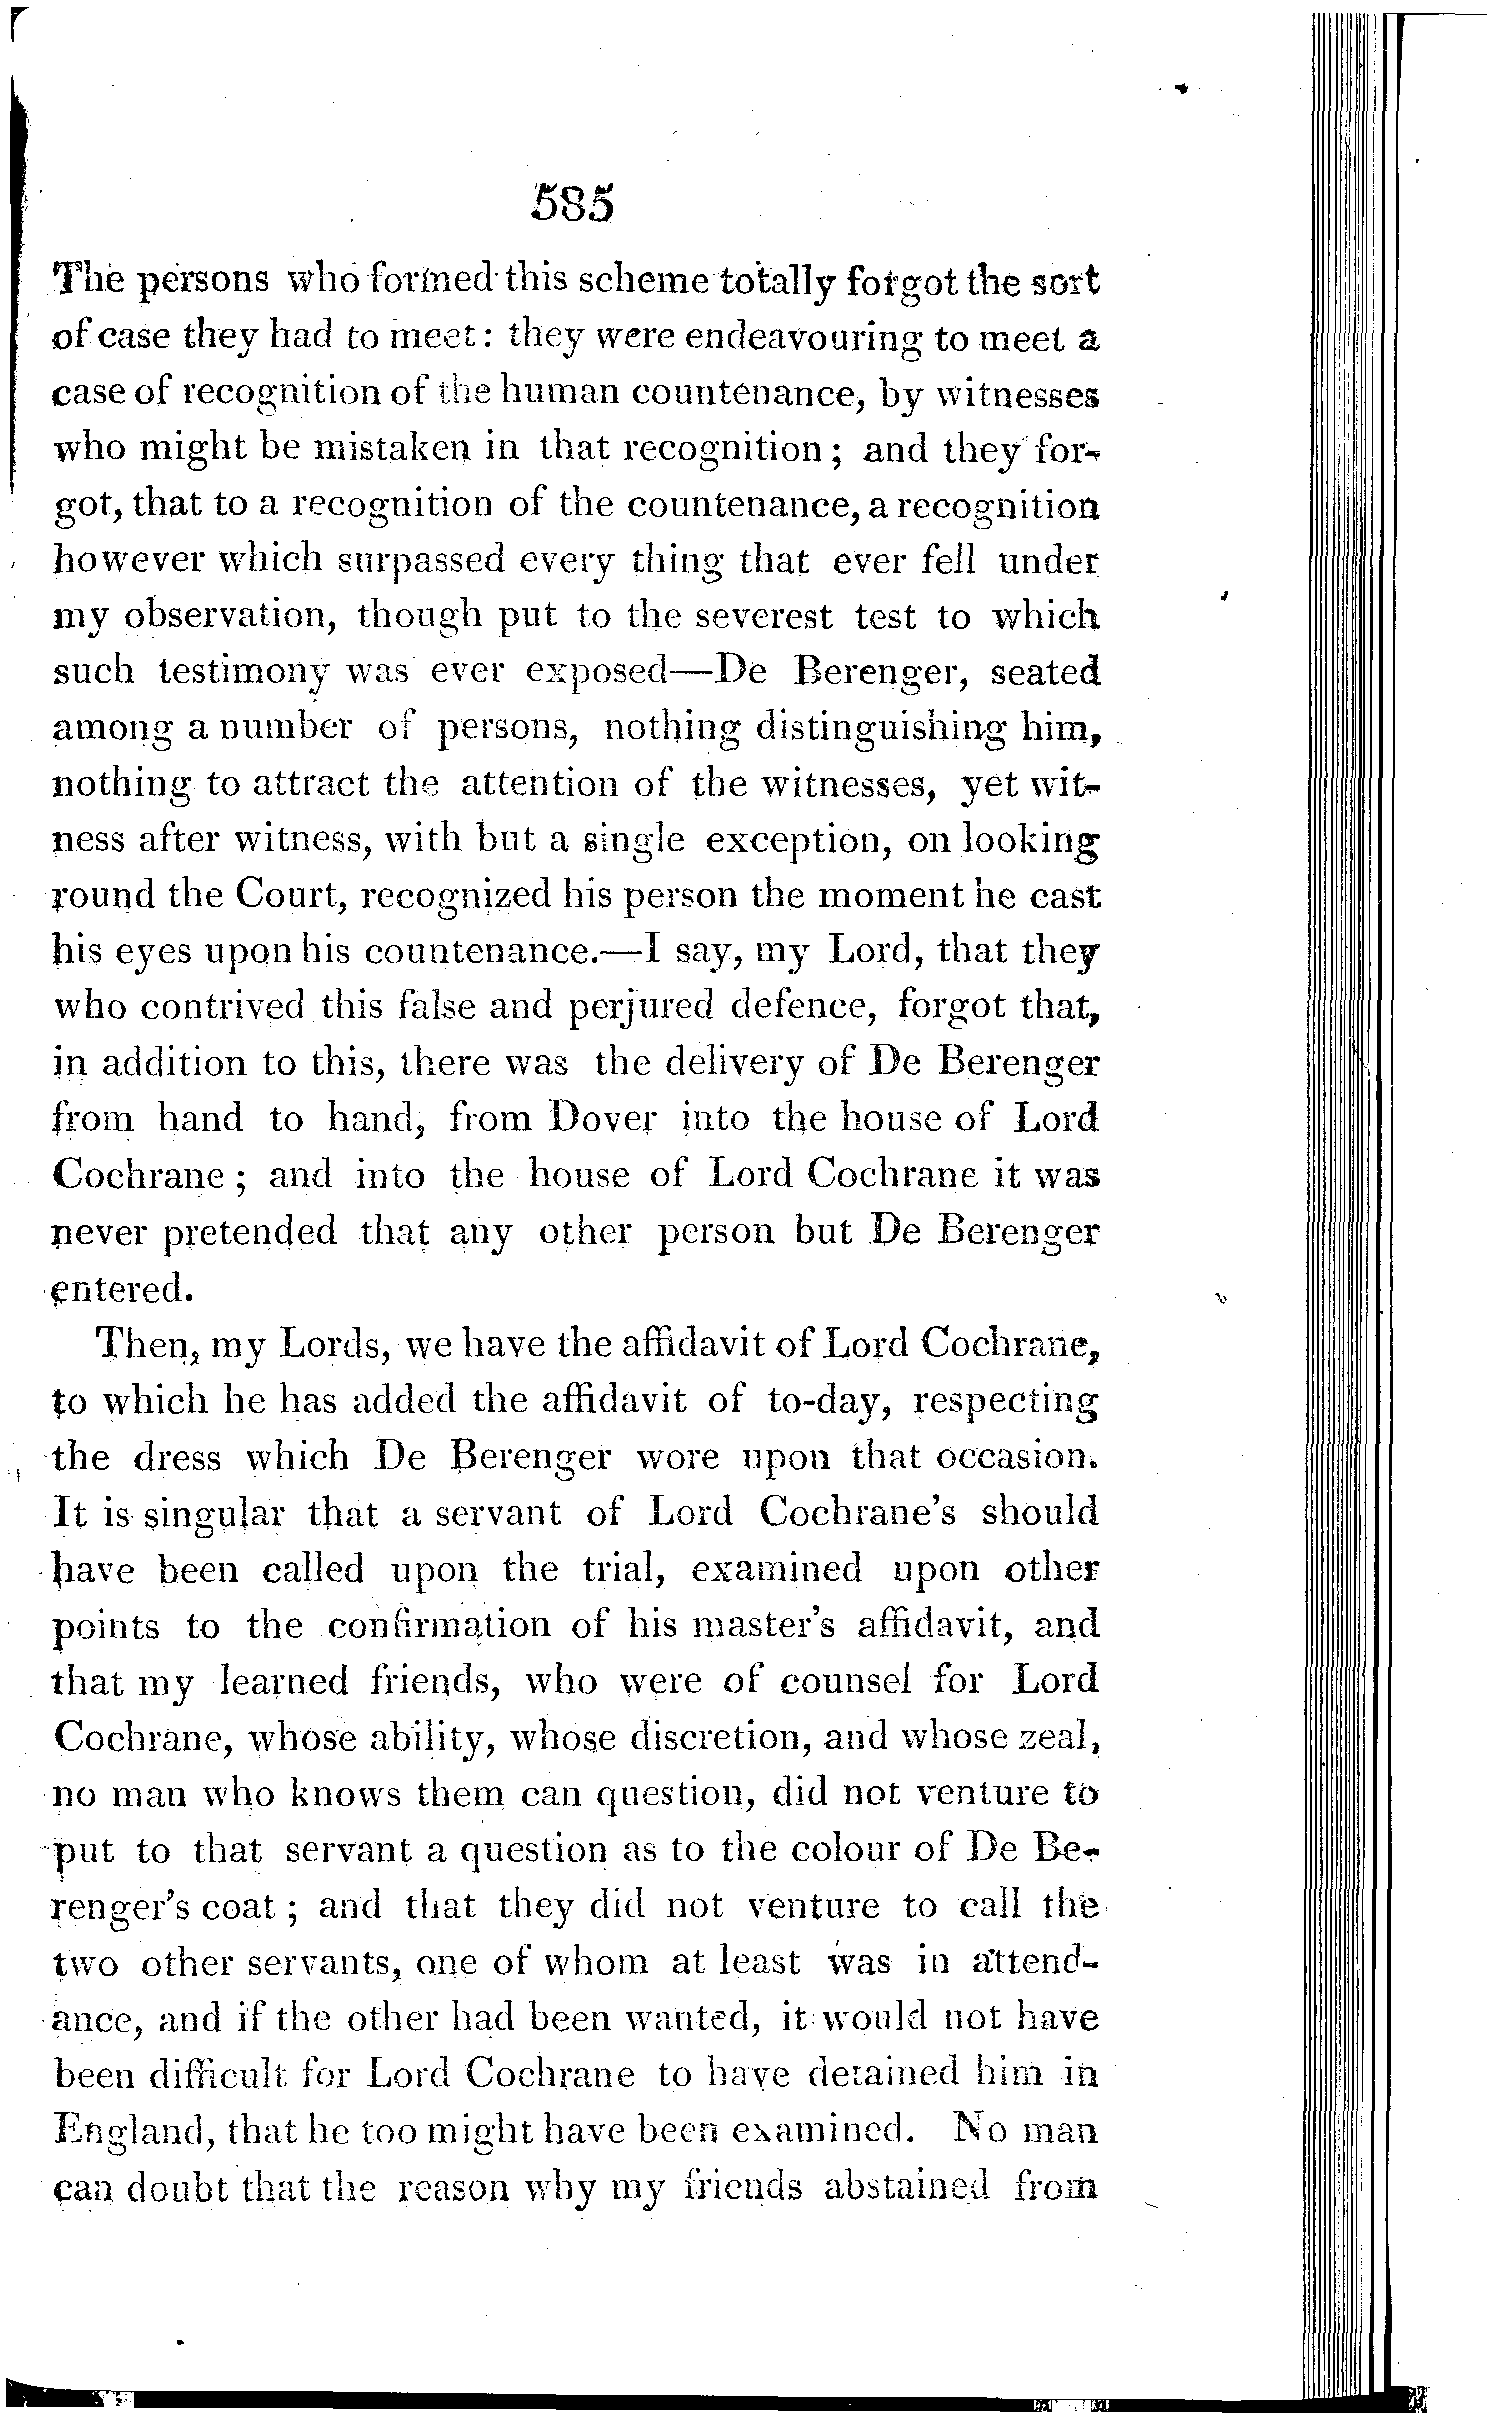 585
The persons who formed this scheme totally forgot the sort
of case they had to meet: they were endeavouring to meet a
case of recognition of the human countenance, by witnesses
who might be mistaken in that recognition; and they for-
got, that to a recognition of the countenance, a recognition
however which surpassed every thing that ever fell under
my observation, though put to the severest test to which
such testimony was ever exposed—De Berenger, seated
among a number of persons, nothing distinguishing him,
nothing to attract the attention of the witnesses, yet wit-
ness after witness, with but a single exception, on looking
round the Court, recognized his person the moment he cast
his eyes upon his countenance.—I say, my Lord, that they
who contrived this false and perjured defence, forgot that,
in addition to this, there was the delivery of De Berenger
from hand to hand, from Dover into the house of Lord
Cochrane; and into the house of Lord Cochrane it was
never pretended that any other person but De Berenger
entered.
Then, my Lords, we have the affidavit of Lord Cochrane,
to which he has added the affidavit of to-day, respecting
the dress which De Berenger wore upon that occasion.
It is singular that a servant of Lord Cochrane's should
have been called upon the trial, examined upon other
points to the confirmation of his master's affidavit, and
that my learned friends, who were of counsel for Lord
Cochrane, whose ability, whose discretion, and whose zeal,
no man who knows them can question, did not venture to
put to that servant a question as to the colour of De Be-
renger's coat; and that they did not venture to call the
two other servants, one of whom at least was in attend-
ance, and if the other had been wanted, it would not have
been difficult for Lord Cochrane to have detained him in
England, that he too might have been examined. No man
can doubt that the reason why my friends abstained from